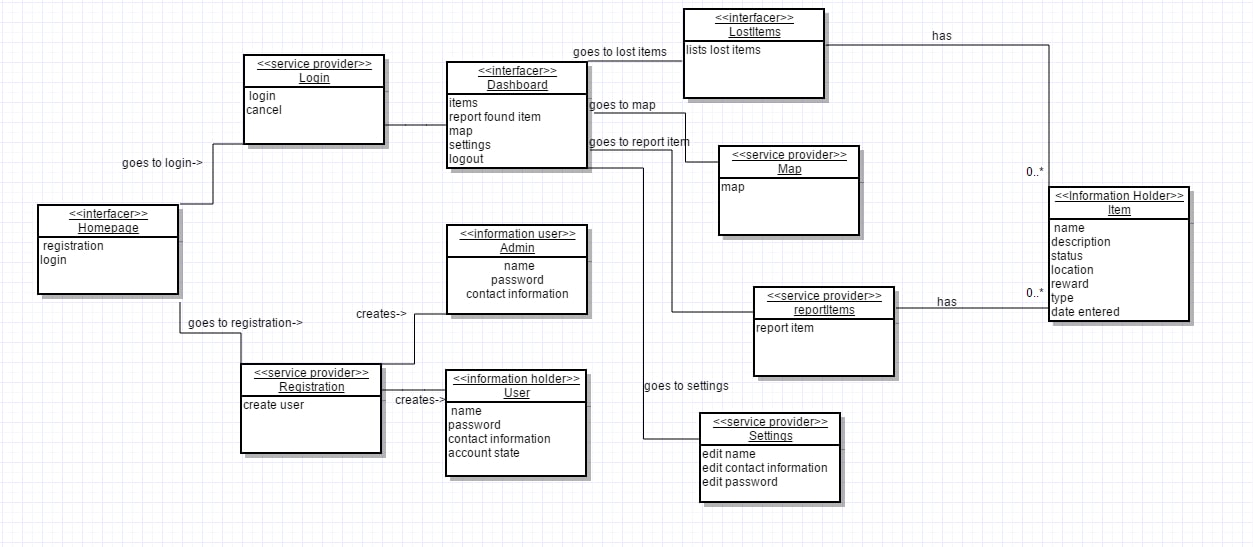 <<interfacer>>
LostItems
lists lost items
has
goes to lost items
<<service provider>>
Login
login
cancel
<<interfacer>>
Dashboard
items
report found item
map
settings
logout
goes to map
goes to report item
goes to login->
<<service provider>>
Map
map
0..*
<<Information Holder>>
Item
name
description
status
location
reward
type
date entered
<<interfacer>>
Homepage
registration
login
<<information user>>
Admin
name
password
contact information
0..*
has
<<service provider>>
reportItems
report item
creates->
goes to registration->
<<service provider>>
Registration
create user
creates->
<<information holder>>
User
name
password
contact information
account state
goes to settings
<<service provider>>
Settings
edit name
edit contact information
edit password